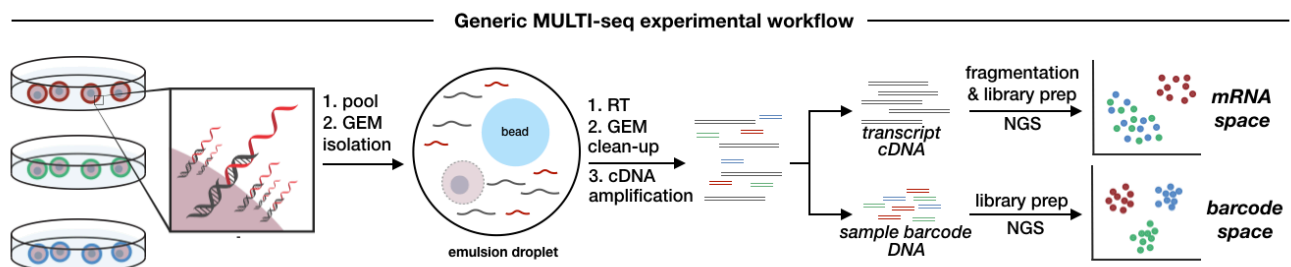 Generic MULTI-seq experimental workflow
1. pool
2. GEM
isolation
bead
emulsion droplet
1. RT
2. GEM
clean-up
3. cDNA
amplification
transcript
cDNA
fragmentation
& library prep
NGS
mRNA
space
sample barcode
DNA
library prep
NGS
barcode
space